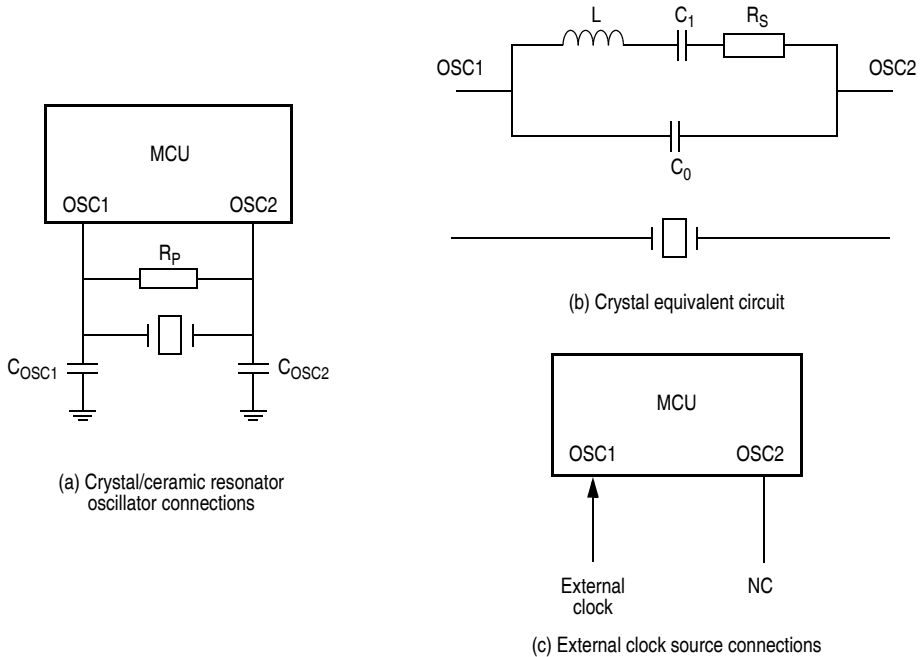 MCU
OSC1
OSC2
R_P
C_OSC1
C_OSC2
(a) Crystal/ceramic resonator
oscillator connections
L
C_1
R_S
OSC1
OSC2
C_0
(b) Crystal equivalent circuit
MCU
OSC1
OSC2
External
clock
NC
(c) External clock source connections